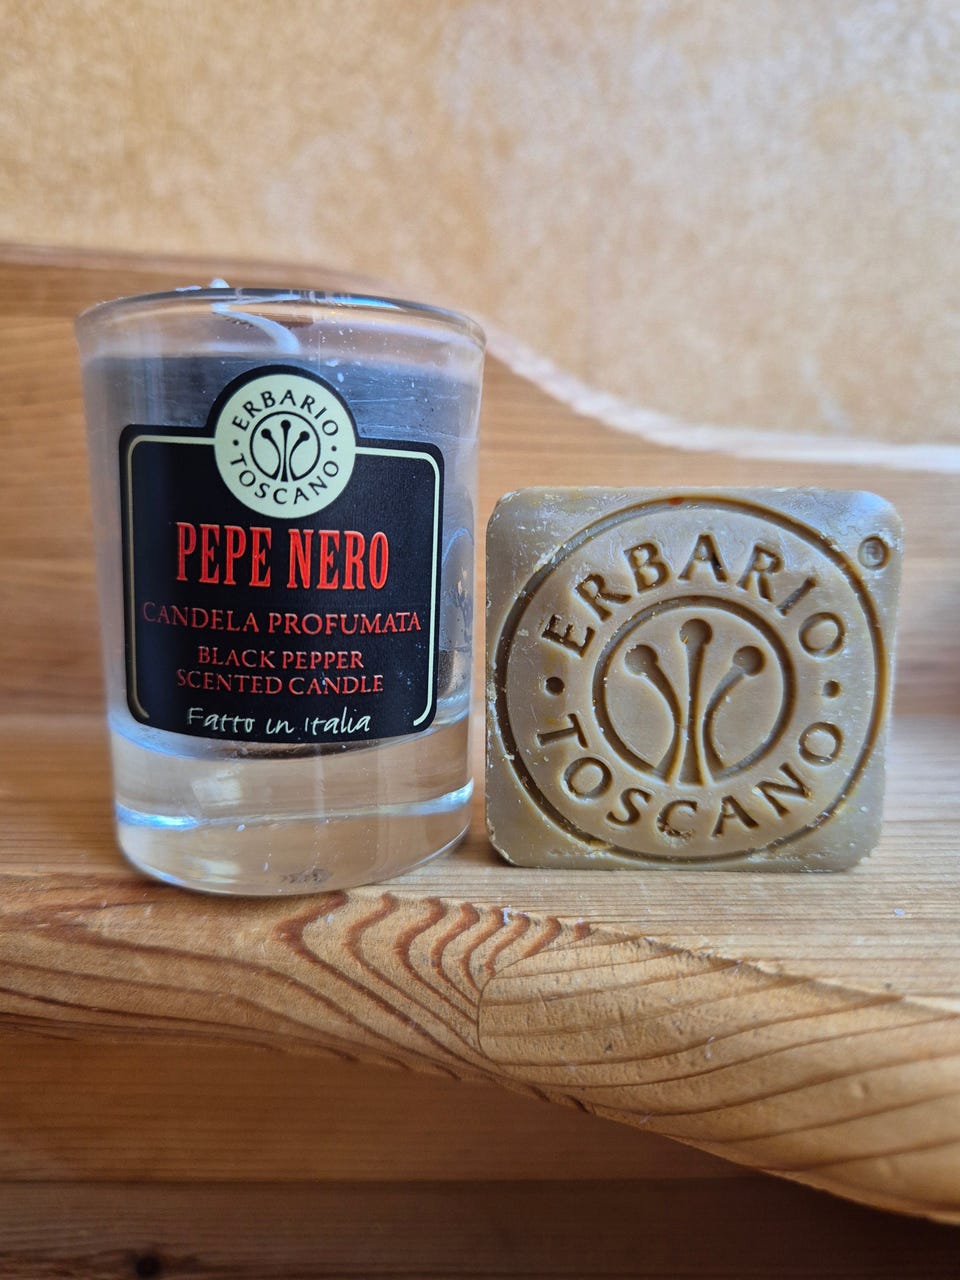 ERBARIO
TOSCANO
PEPE NERO
CANDELA PROFUMATA
BLACK PEPPER
SCENTED CANDLE
Fatto in Italia
ERBARIO
TOSCANO
®